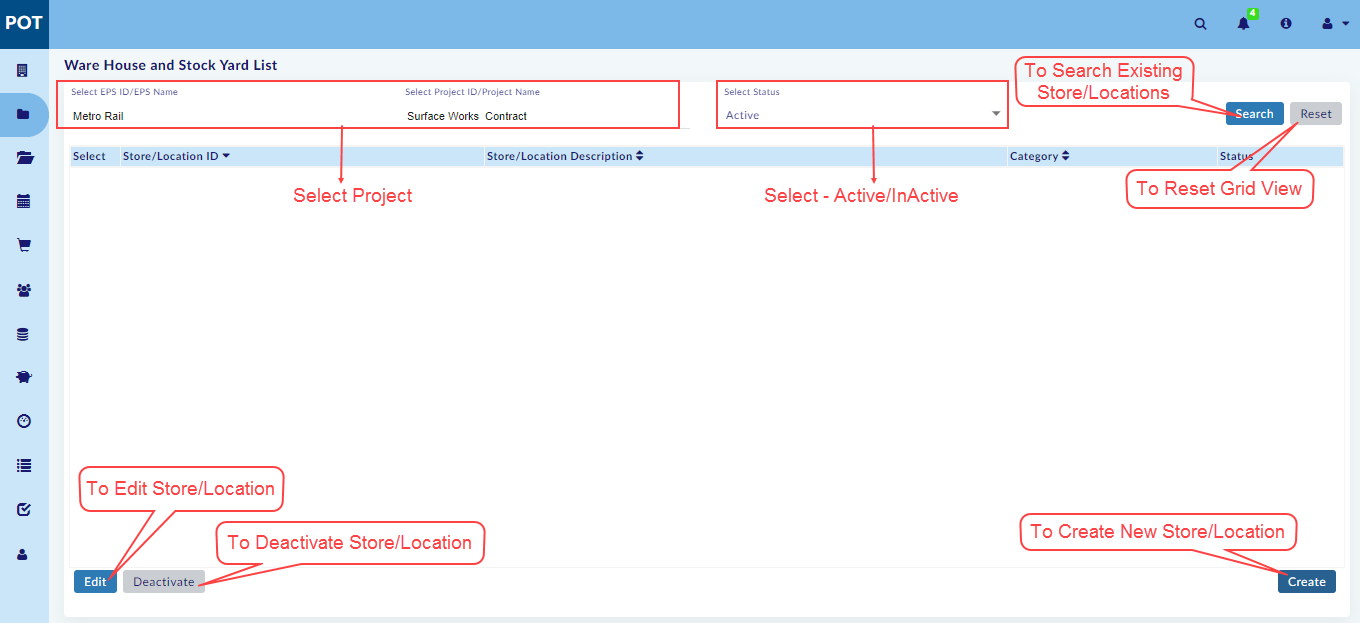 POT
4
Ware House and Stock Yard List
Select EPS ID/EPS Name
Metro Rail
Select Project ID/Project Name
Surface Works Contract
Select Status
Active
To Search Existing
Store/Locations
Search
Reset
Select
Store/Location ID
Store/Location Description
Category
Status
Select Project
Select - Active/InActive
To Reset Grid View
To Edit Store/Location
To Deactivate Store/Location
To Create New Store/Location
Edit
Deactivate
Create